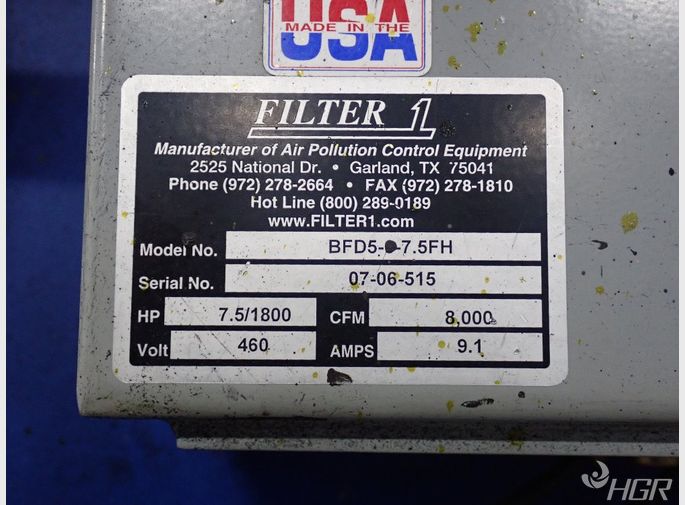 USA
MADE IN THE
FILTER 1
Manufacturer of Air Pollution Control Equipment
2525 National Dr. • Garland, TX 75041
Phone (972) 278-2664 • FAX (972) 278-1810
Hot Line (800) 289-0189
www.FILTER1.com
Model No. BFD5- -7.5FH
Serial No. 07-06-515
HP 7.5/1800 CFM 8,000
Volt 460 AMPS 9.1
HGR